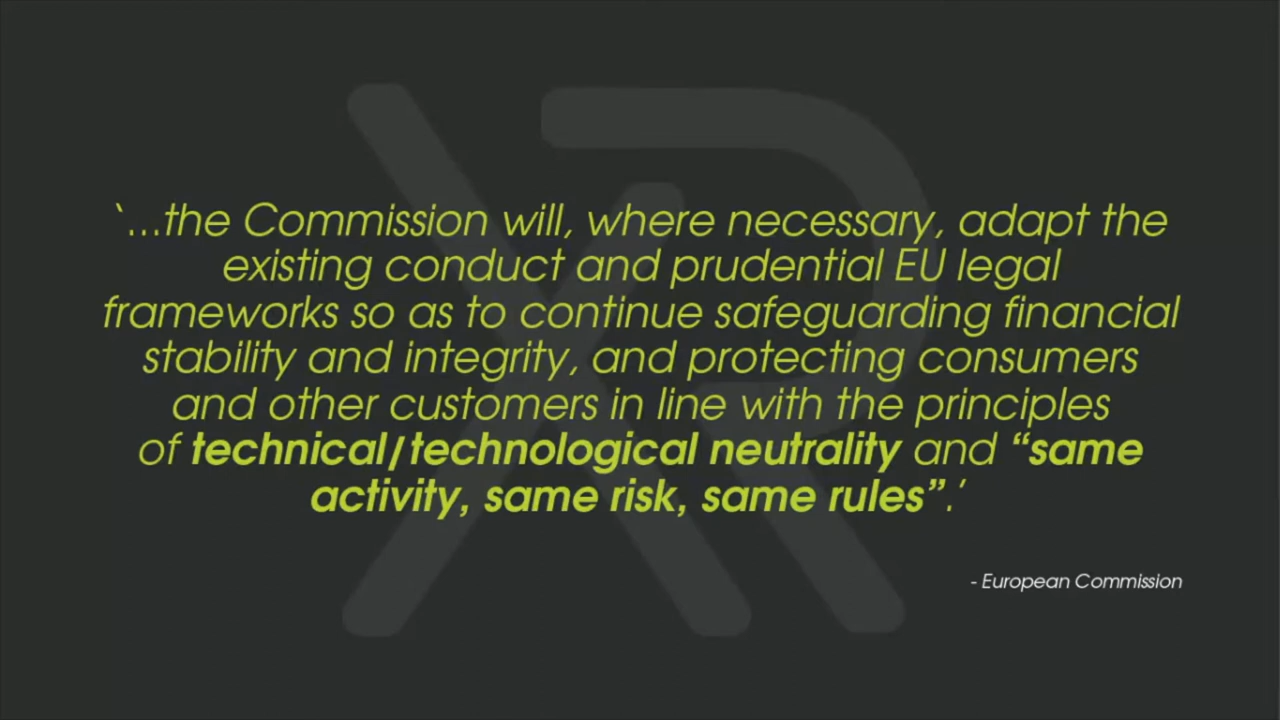 ‘...the Commission will, where necessary, adapt the
existing conduct and prudential EU legal
frameworks so as to continue safeguarding financial
stability and integrity, and protecting consumers
and other customers in line with the principles
of technical/technological neutrality and “same
activity, same risk, same rules”.’
- European Commission